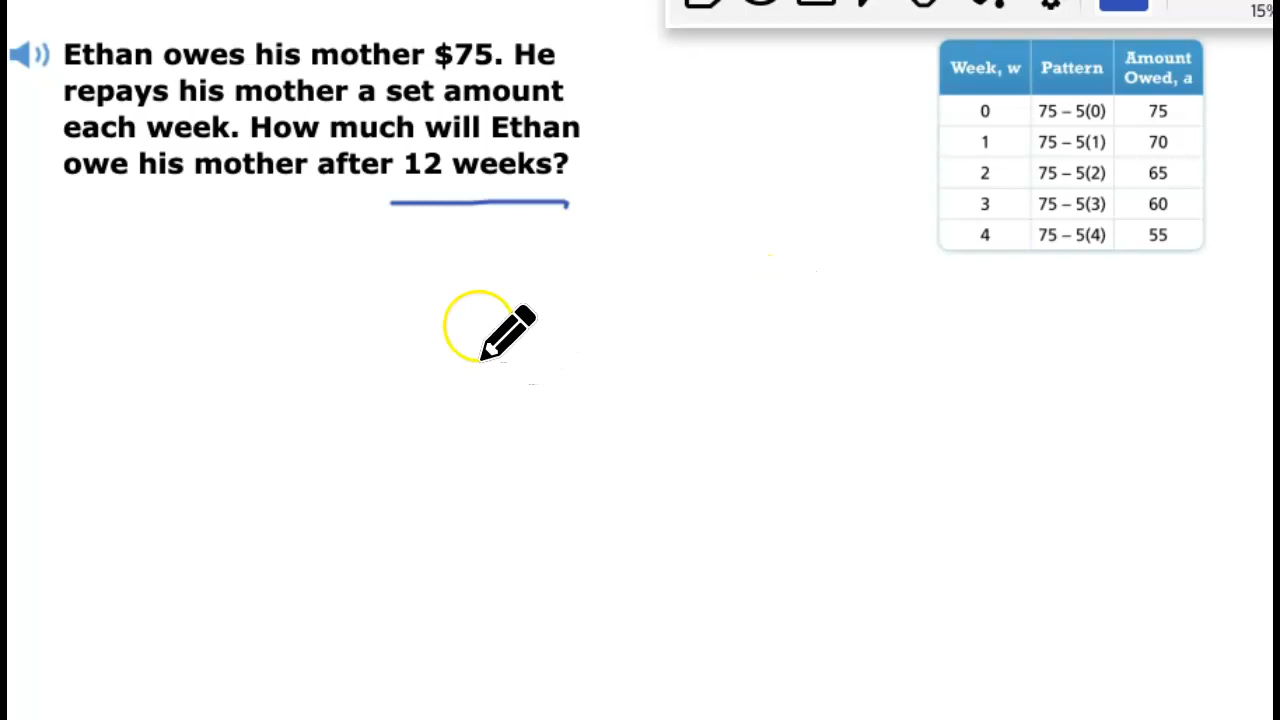 15%
Ethan owes his mother $75. He
repays his mother a set amount
each week. How much will Ethan
owe his mother after 12 weeks?
Week, w Pattern Amount Owed, a
0 75 – 5(0) 75
1 75 – 5(1) 70
2 75 – 5(2) 65
3 75 – 5(3) 60
4 75 – 5(4) 55